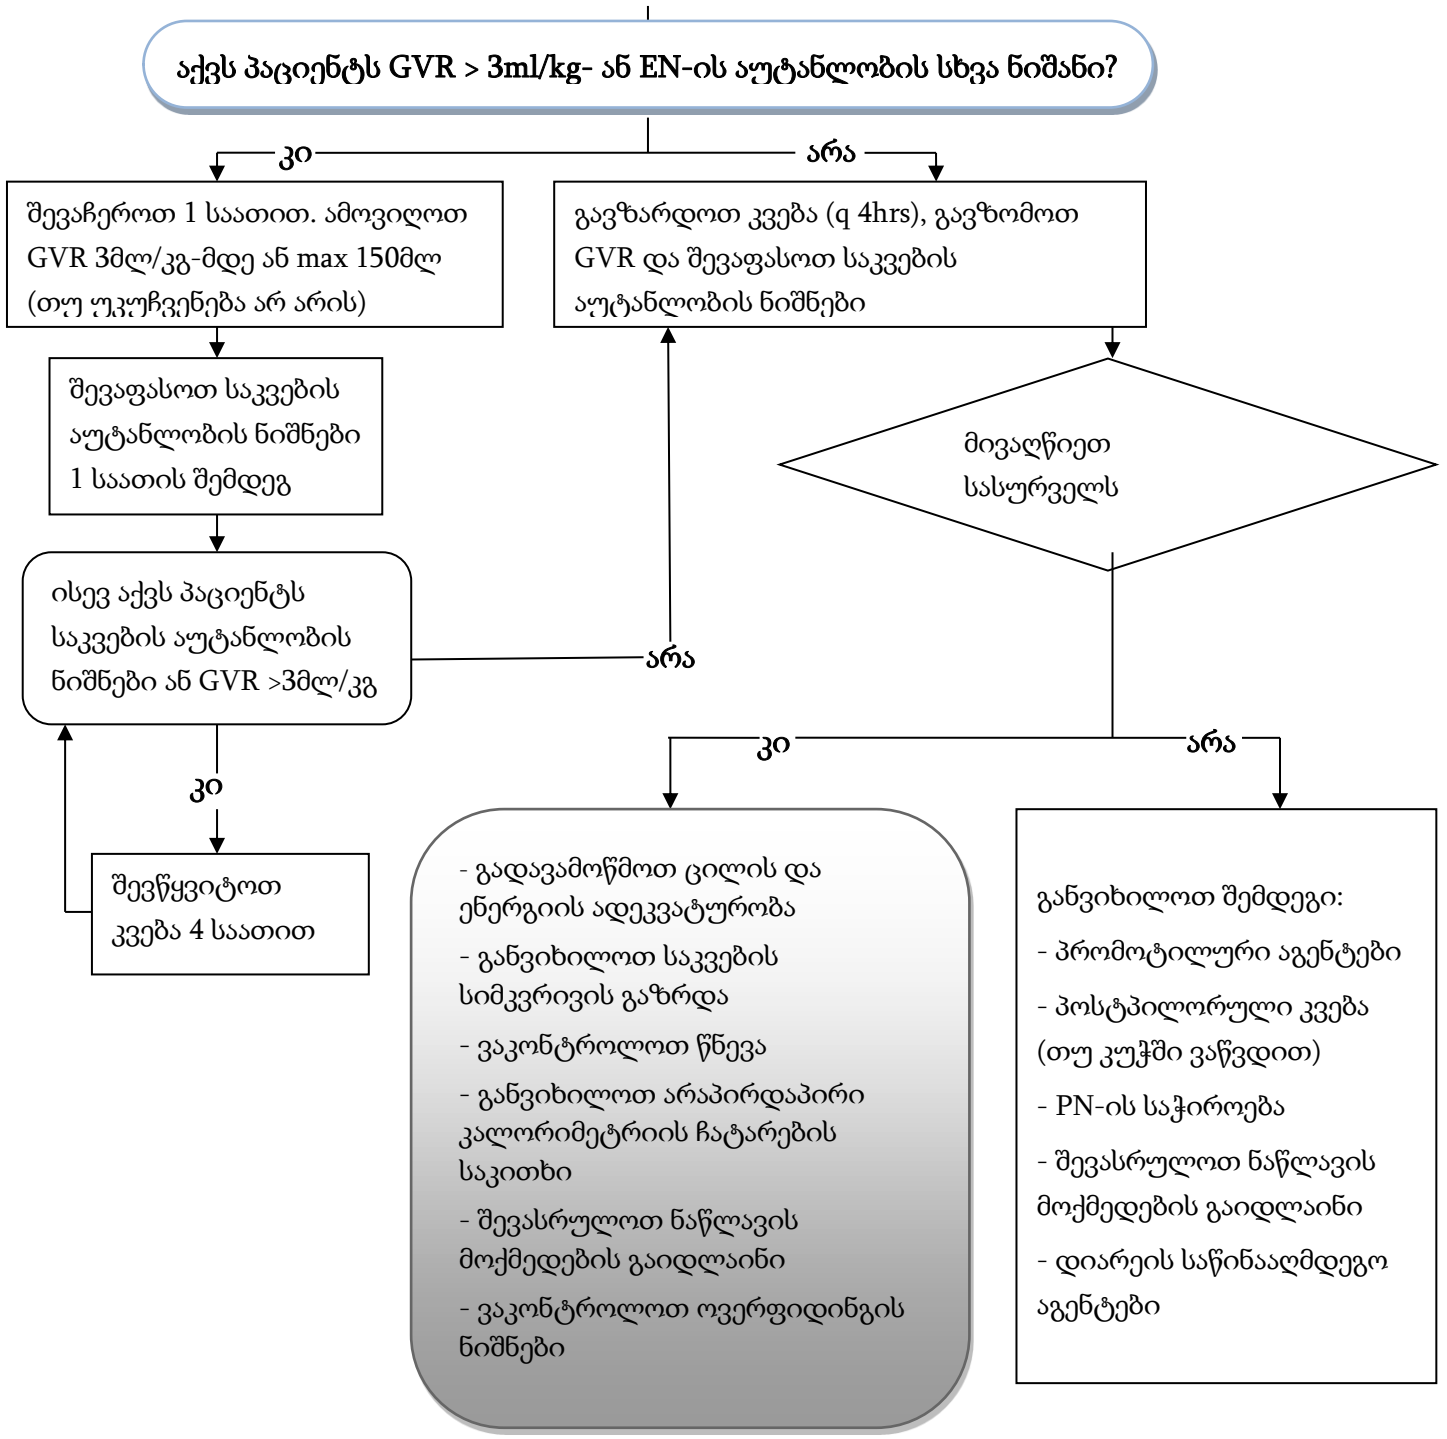 აქვს პაციენტს GVR > 3ml/kg- ან EN-ის აუტანლობის სხვა ნიშანი?
კი
არა
შევაჩეროთ 1 საათით. ამოვიღოთ
GVR 3მლ/კგ-მდე ან max 150მლ
(თუ უკუჩვენება არ არის)
გავზარდოთ კვება (q 4hrs), გავზომოთ
GVR და შევაფასოთ საკვების
აუტანლობის ნიშნები
შევაფასოთ საკვების
აუტანლობის ნიშნები
1 საათის შემდეგ
მივაღწიეთ
სასურველს
ისევ აქვს პაციენტს
საკვების აუტანლობის
ნიშნები ან GVR >3მლ/კგ
არა
კი
შევწყვიტოთ
კვება 4 საათით
კი
არა
- გადავამოწმოთ ცილის და
ენერგიის ადეკვატურობა
- განვიხილოთ საკვების
სიმკვრივის გაზრდა
- ვაკონტროლოთ წნევა
- განვიხილოთ არაპირდაპირი
კალორიმეტრიის ჩატარების
საკითხი
- შევასრულოთ ნაწლავის
მოქმედების გაიდლაინი
- ვაკონტროლოთ ოვერფიდინგის
ნიშნები
განვიხილოთ შემდეგი:
- პრომოტილური აგენტები
- პოსტპილორული კვება
(თუ კუჭში ვაწვდით)
- PN-ის საჭიროება
- შევასრულოთ ნაწლავის
მოქმედების გაიდლაინი
- დიარეის საწინააღმდეგო
აგენტები